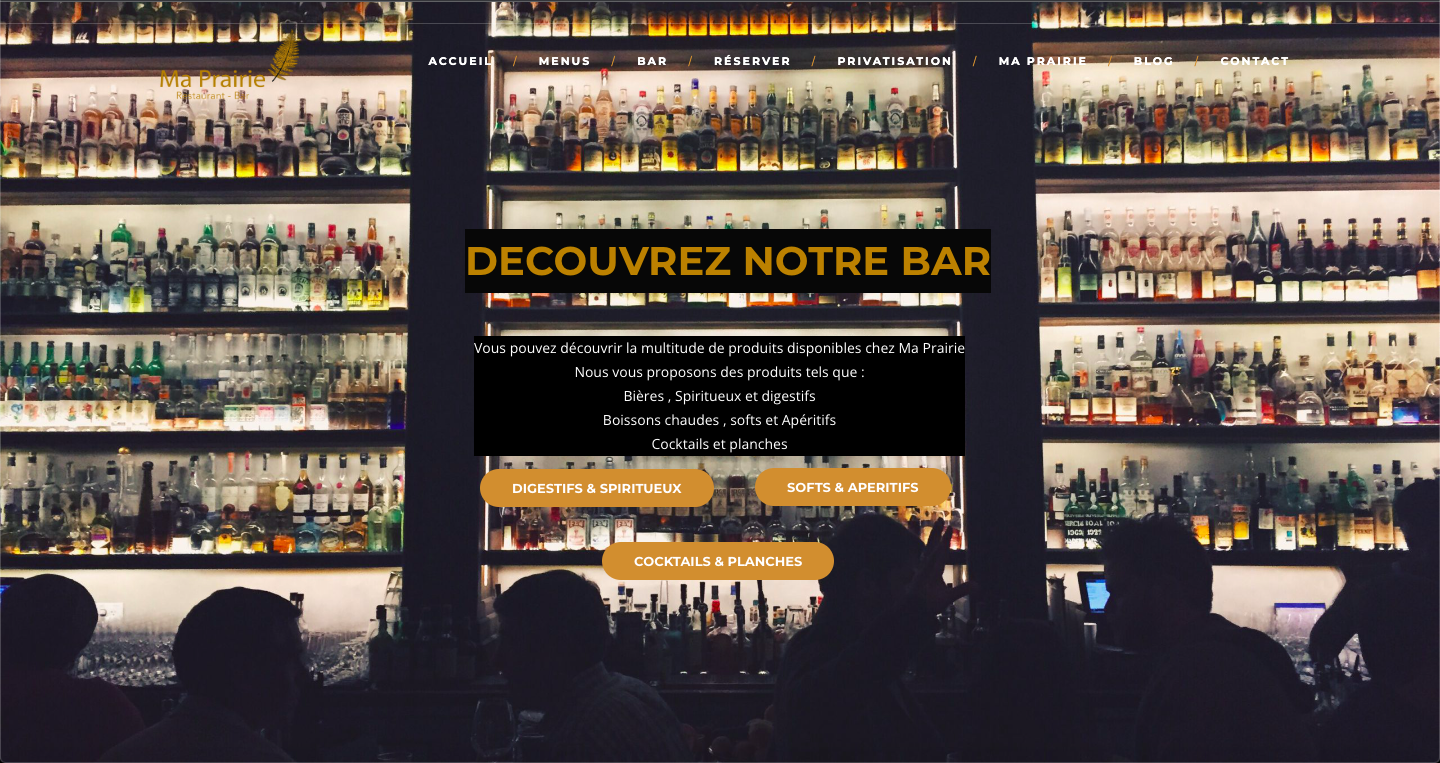 Ma Prairie
Restaurant - Bar
ACCUEIL / MENUS / BAR / RÉSERVER / PRIVATISATION / MA PRAIRIE / BLOG / CONTACT
DECOUVREZ NOTRE BAR
Vous pouvez découvrir la multitude de produits disponibles chez Ma Prairie
Nous vous proposons des produits tels que :
Bières , Spiritueux et digestifs
Boissons chaudes , softs et Apéritifs
Cocktails et planches
DIGESTIFS & SPIRITUEUX
SOFTS & APERITIFS
COCKTAILS & PLANCHES